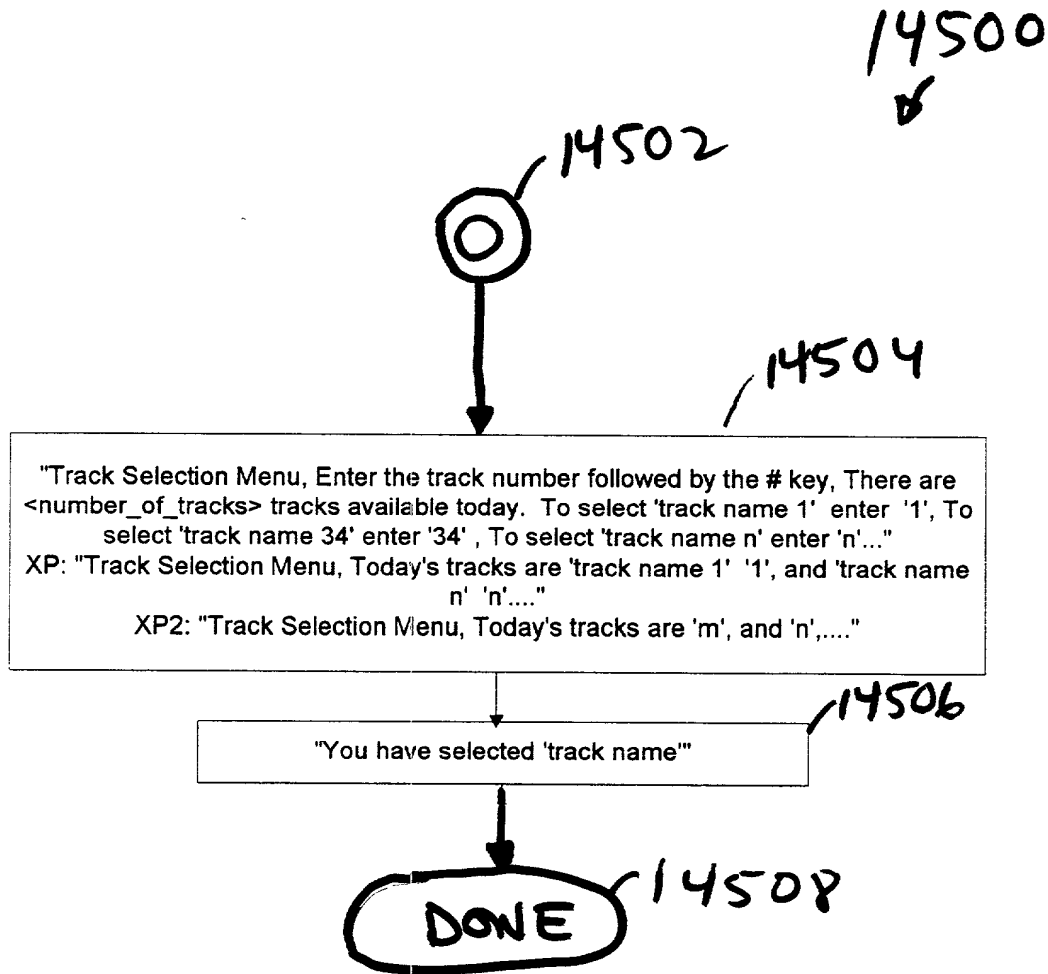 14500
14502
14504
"Track Selection Menu, Enter the track number followed by the # key, There are
<number_of_tracks> tracks available today. To select 'track name 1' enter '1', To
select 'track name 34' enter '34' , To select 'track name n' enter 'n'..."
XP: "Track Selection Menu, Today's tracks are 'track name 1' '1', and 'track name
n' 'n'...."
XP2: "Track Selection Menu, Today's tracks are 'm', and 'n',...."
14506
"You have selected 'track name'"
14508
DONE